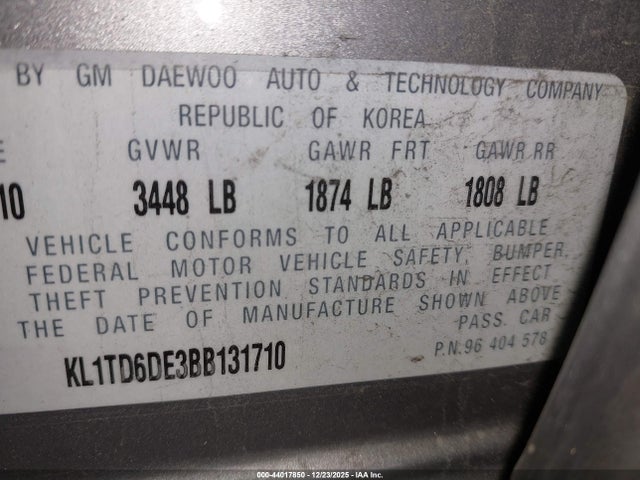 BY GM DAEWOO AUTO & TECHNOLOGY COMPANY
REPUBLIC OF KOREA
E GVWR GAWR FRT GAWR RR
10 3448 LB 1874 LB 1808 LB
VEHICLE CONFORMS TO ALL APPLICABLE
FEDERAL MOTOR VEHICLE SAFETY, BUMPER,
THEFT PREVENTION STANDARDS IN EFFECT
THE DATE OF MANUFACTURE SHOWN ABOVE
PASS. CAR
KL1TD6DE3BB131710 P.N.96 404 578
000-44017850 - 12/23/2025 - IAA Inc.